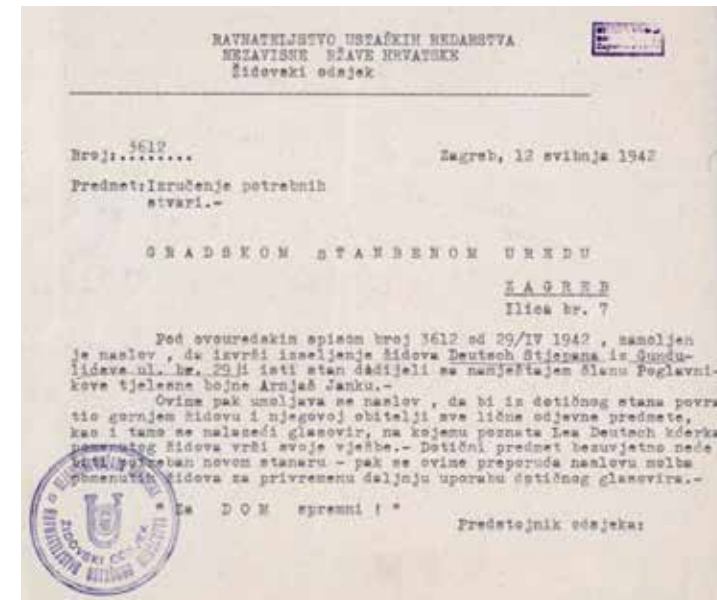 RAVNATELJSTVO USTAŠKIH REDARSTVA
NEZAVISNE DŽAVE HRVATSKE
Židovski odsjek
Broj:.3612...
Zagreb, 12 svibnja 1942
Predmet:Izručenje potrebnih
stvari.-
GRADSKOM STANBENOM UREDU
ZAGREB
Ilica br. 7
Pod ovouredskim spisom broj 3612 od 29/IV 1942 , zamoljen
je naslov , da izvrši iseljenje židova Deutsch Stjepana iz Gundu-
lićeve ul. br. 29 ji isti stan dodijeli sa namještajem članu Poglavni-
kove tjelesne bojne Arnjaš Janku.-
Ovime pak umoljava se naslov , da bi iz dotičnog stana povra
tio gornjem židovu i njegovoj obitelji sve lične odjevne predmete,
kao i tamo se nalazeći glasovir, na kojemu poznata Lea Deutsch kćerka
židova vrši svoje vježbe.- Dotični predmet bezuvjetno neće
biti potreban novom stanaru - pak se ovime preporuča naslovu molba
pomenutih židova za privremenu daljnju uporabu dotičnog glasovira.-
" Za DOM spremni ! "
Predstojnik odsjeka:
ŽIDOVSKI ODSJEK